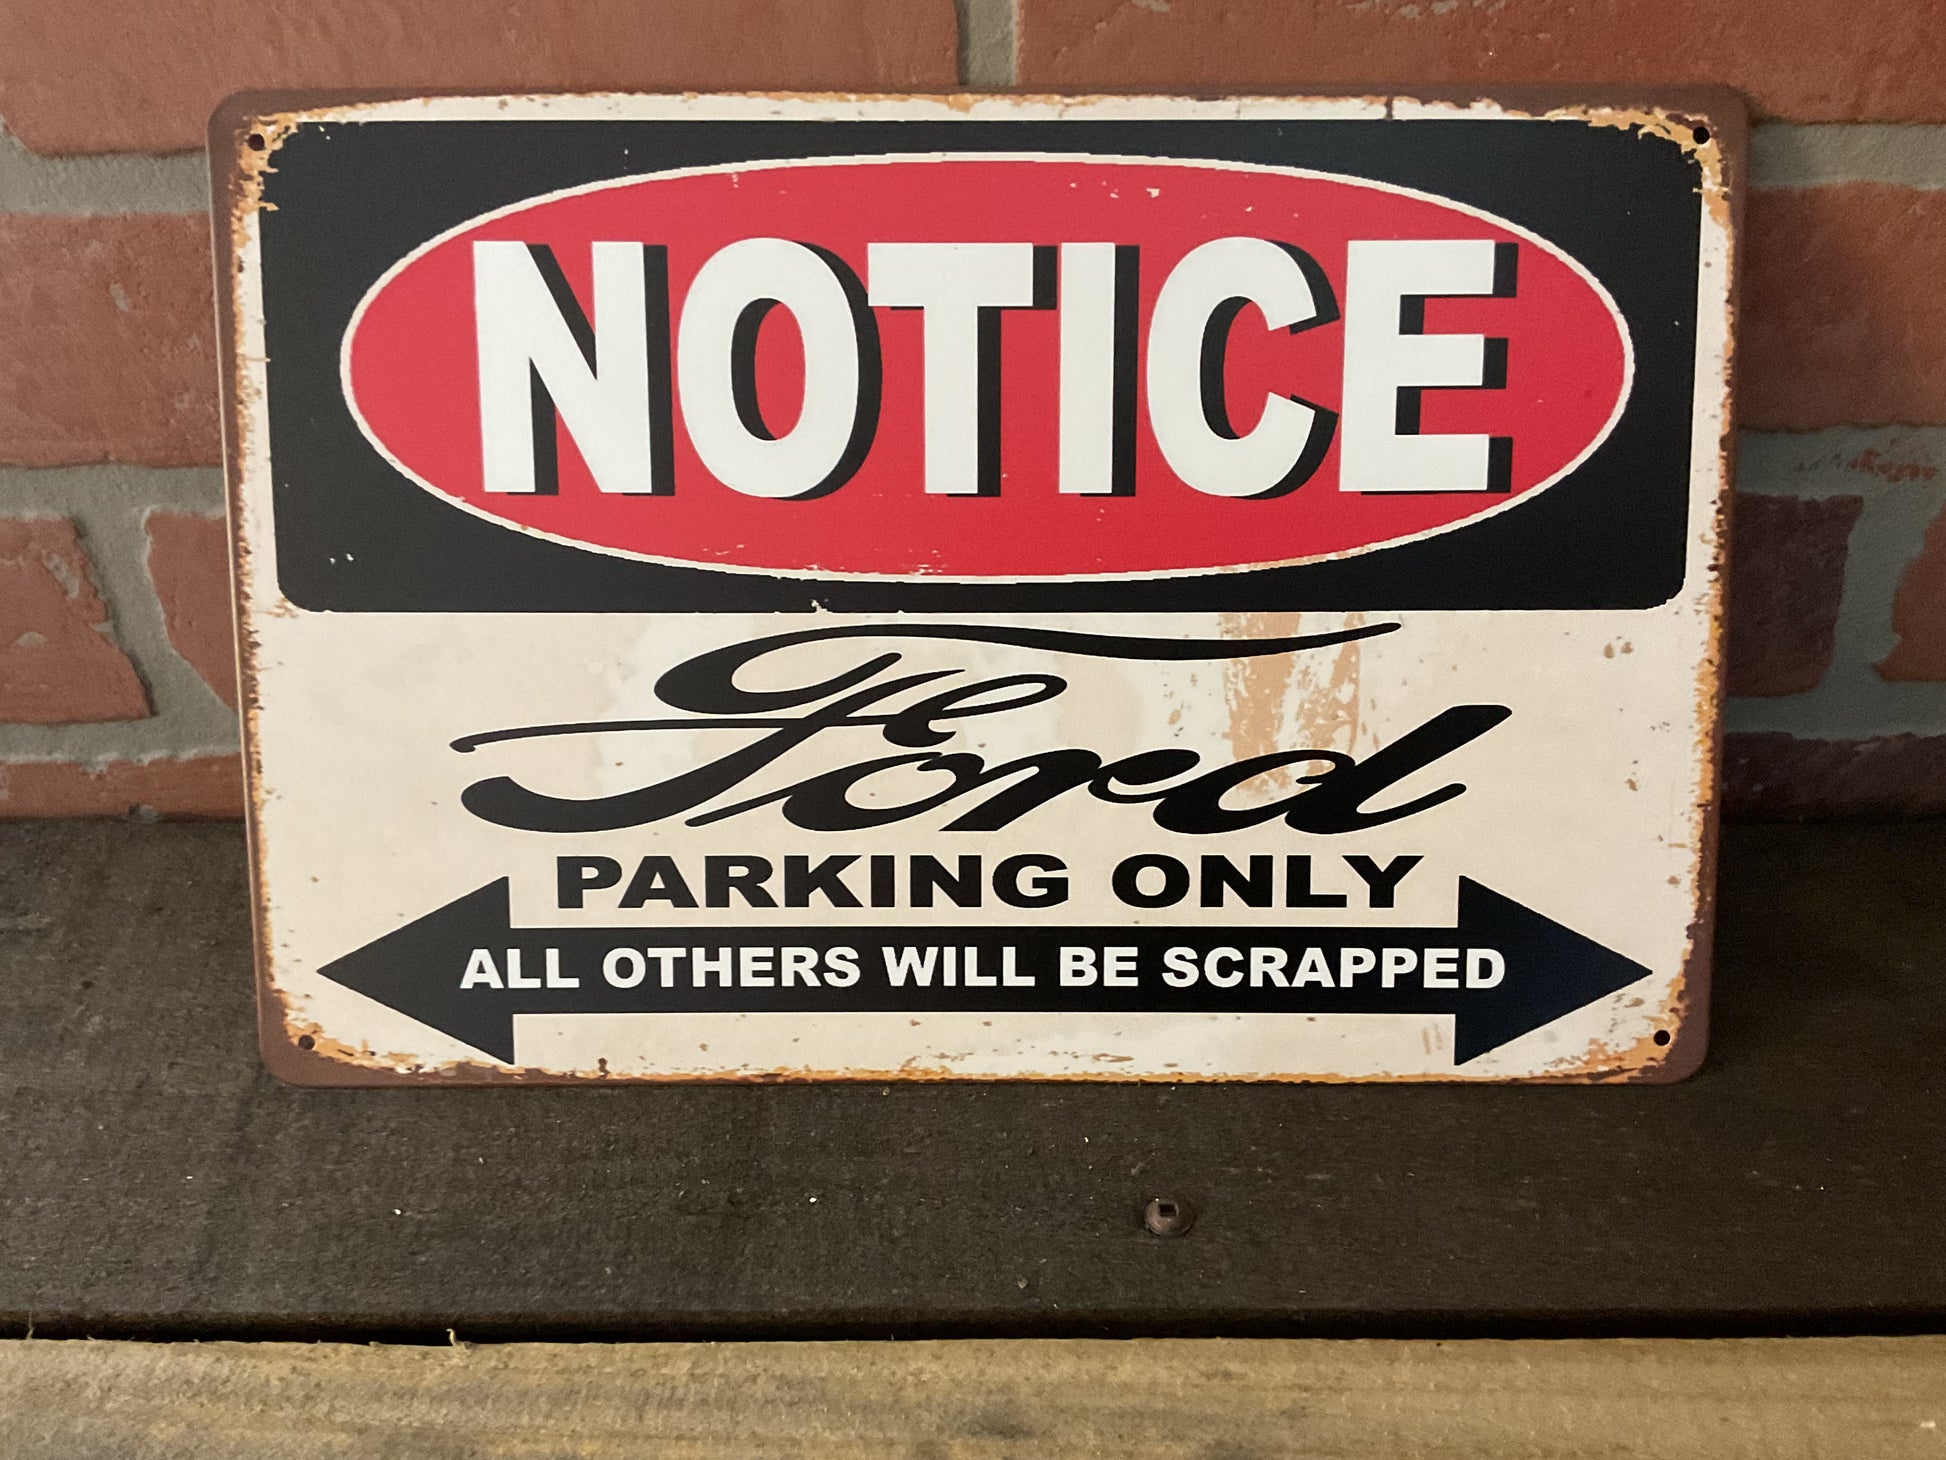 NOTICE
Ford
PARKING ONLY
ALL OTHERS WILL BE SCRAPPED